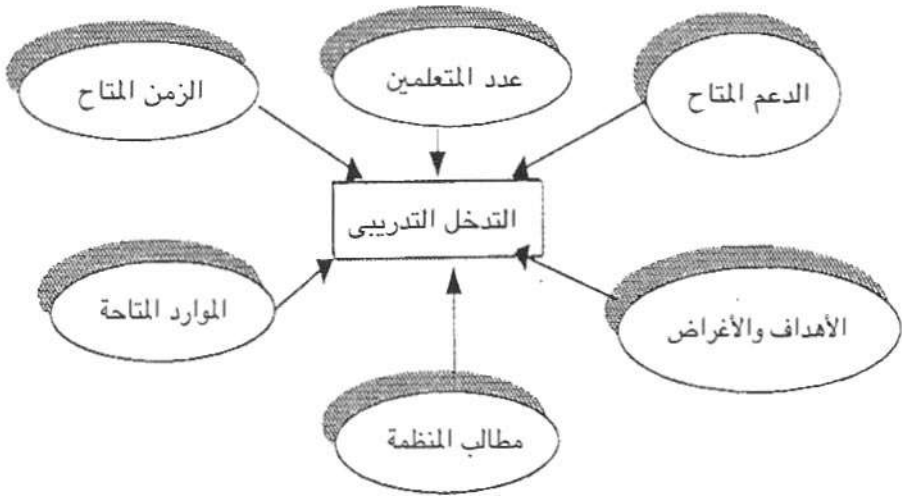 الدعم المتاح
عدد المتعلمين
الزمن المتاح
التدخل التدريبى
الأهداف والأغراض
الموارد المتاحة
مطالب المنظمة